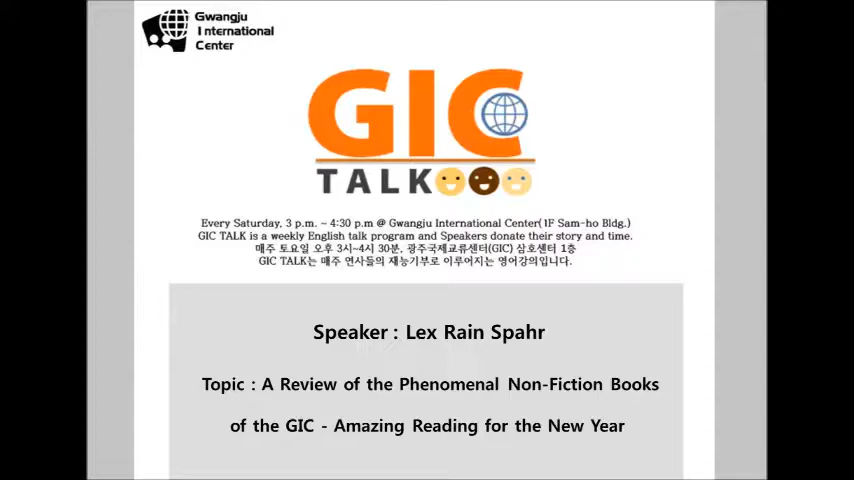 Gwangju
International
Center
GIC
TALK
Every Saturday, 3 p.m. ~ 4:30 p.m @ Gwangju International Center(1F Sam-ho Bldg.)
GIC TALK is a weekly English talk program and Speakers donate their story and time.
매주 토요일 오후 3시~4시 30분, 광주국제교류센터(GIC) 삼호센터 1층
GIC TALK는 매주 연사들의 재능기부로 이루어지는 영어강의입니다.
Speaker : Lex Rain Spahr
Topic : A Review of the Phenomenal Non-Fiction Books
of the GIC - Amazing Reading for the New Year